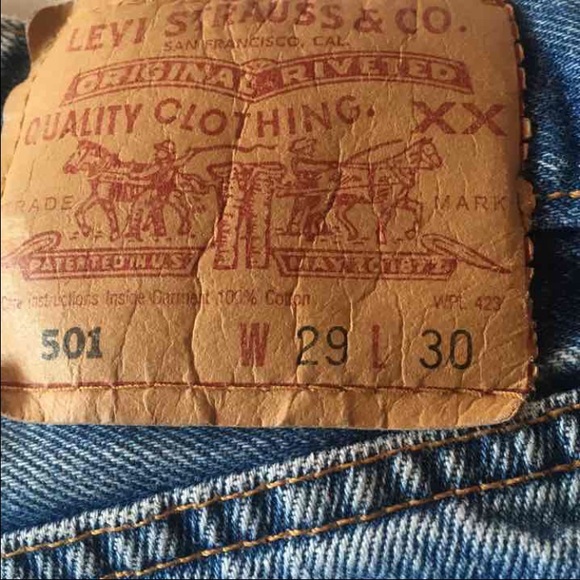 LEVI STRAUSS & CO.
SAN FRANCISCO, CAL.
ORIGINAL RIVETED
QUALITY CLOTHING. XX
TRADE MARK
PATENTED IN U.S. MAY 20 1873
Care Instructions Inside Garment 100% Cotton WPL 423
501 W 29 L 30